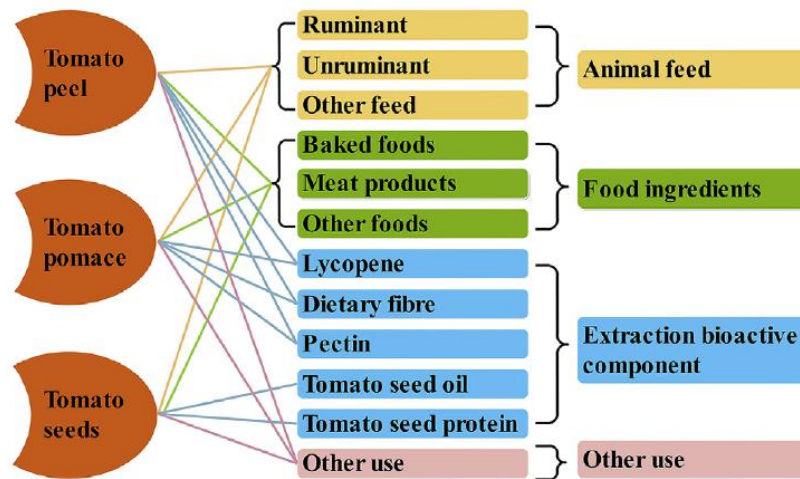 Tomato
peel
Tomato
pomace
Tomato
seeds
Ruminant
Unruminant
Other feed
Baked foods
Meat products
Other foods
Lycopene
Dietary fibre
Pectin
Tomato seed oil
Tomato seed protein
Other use
Animal feed
Food ingredients
Extraction bioactive
component
Other use